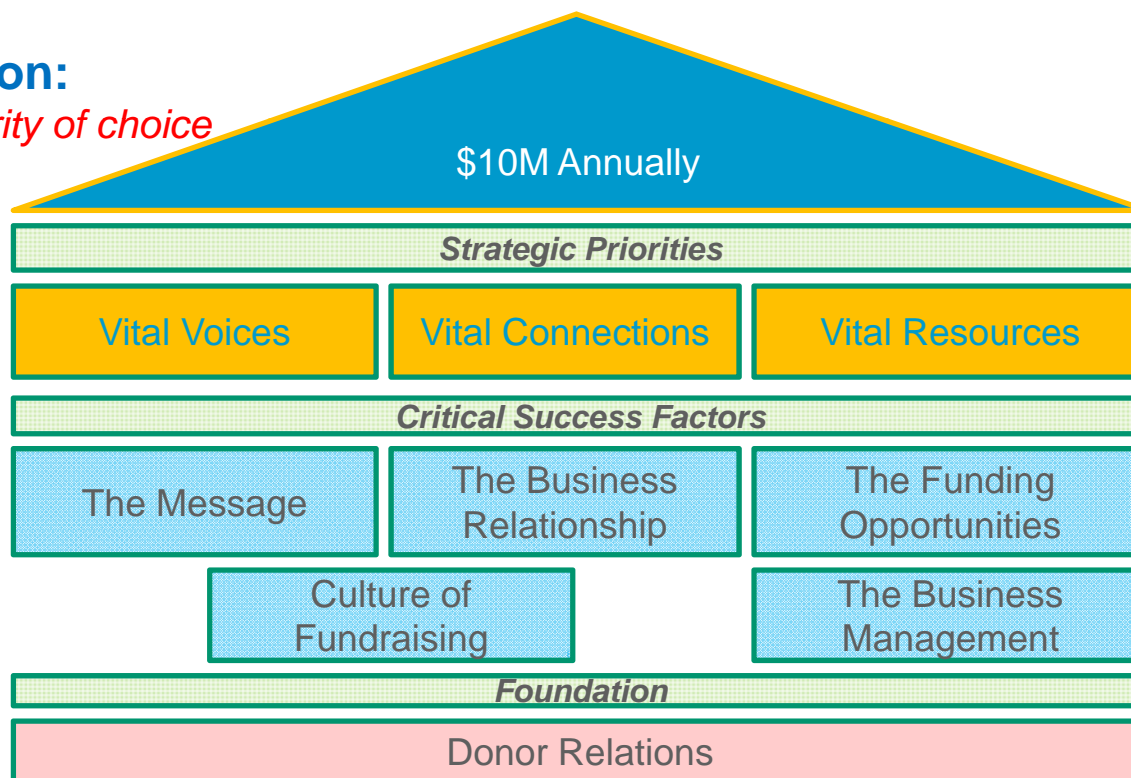 on:
rity of choice
$10M Annually
Strategic Priorities
Vital Voices
Vital Connections
Vital Resources
Critical Success Factors
The Message
The Business
Relationship
The Funding
Opportunities
Culture of
Fundraising
The Business
Management
Foundation
Donor Relations